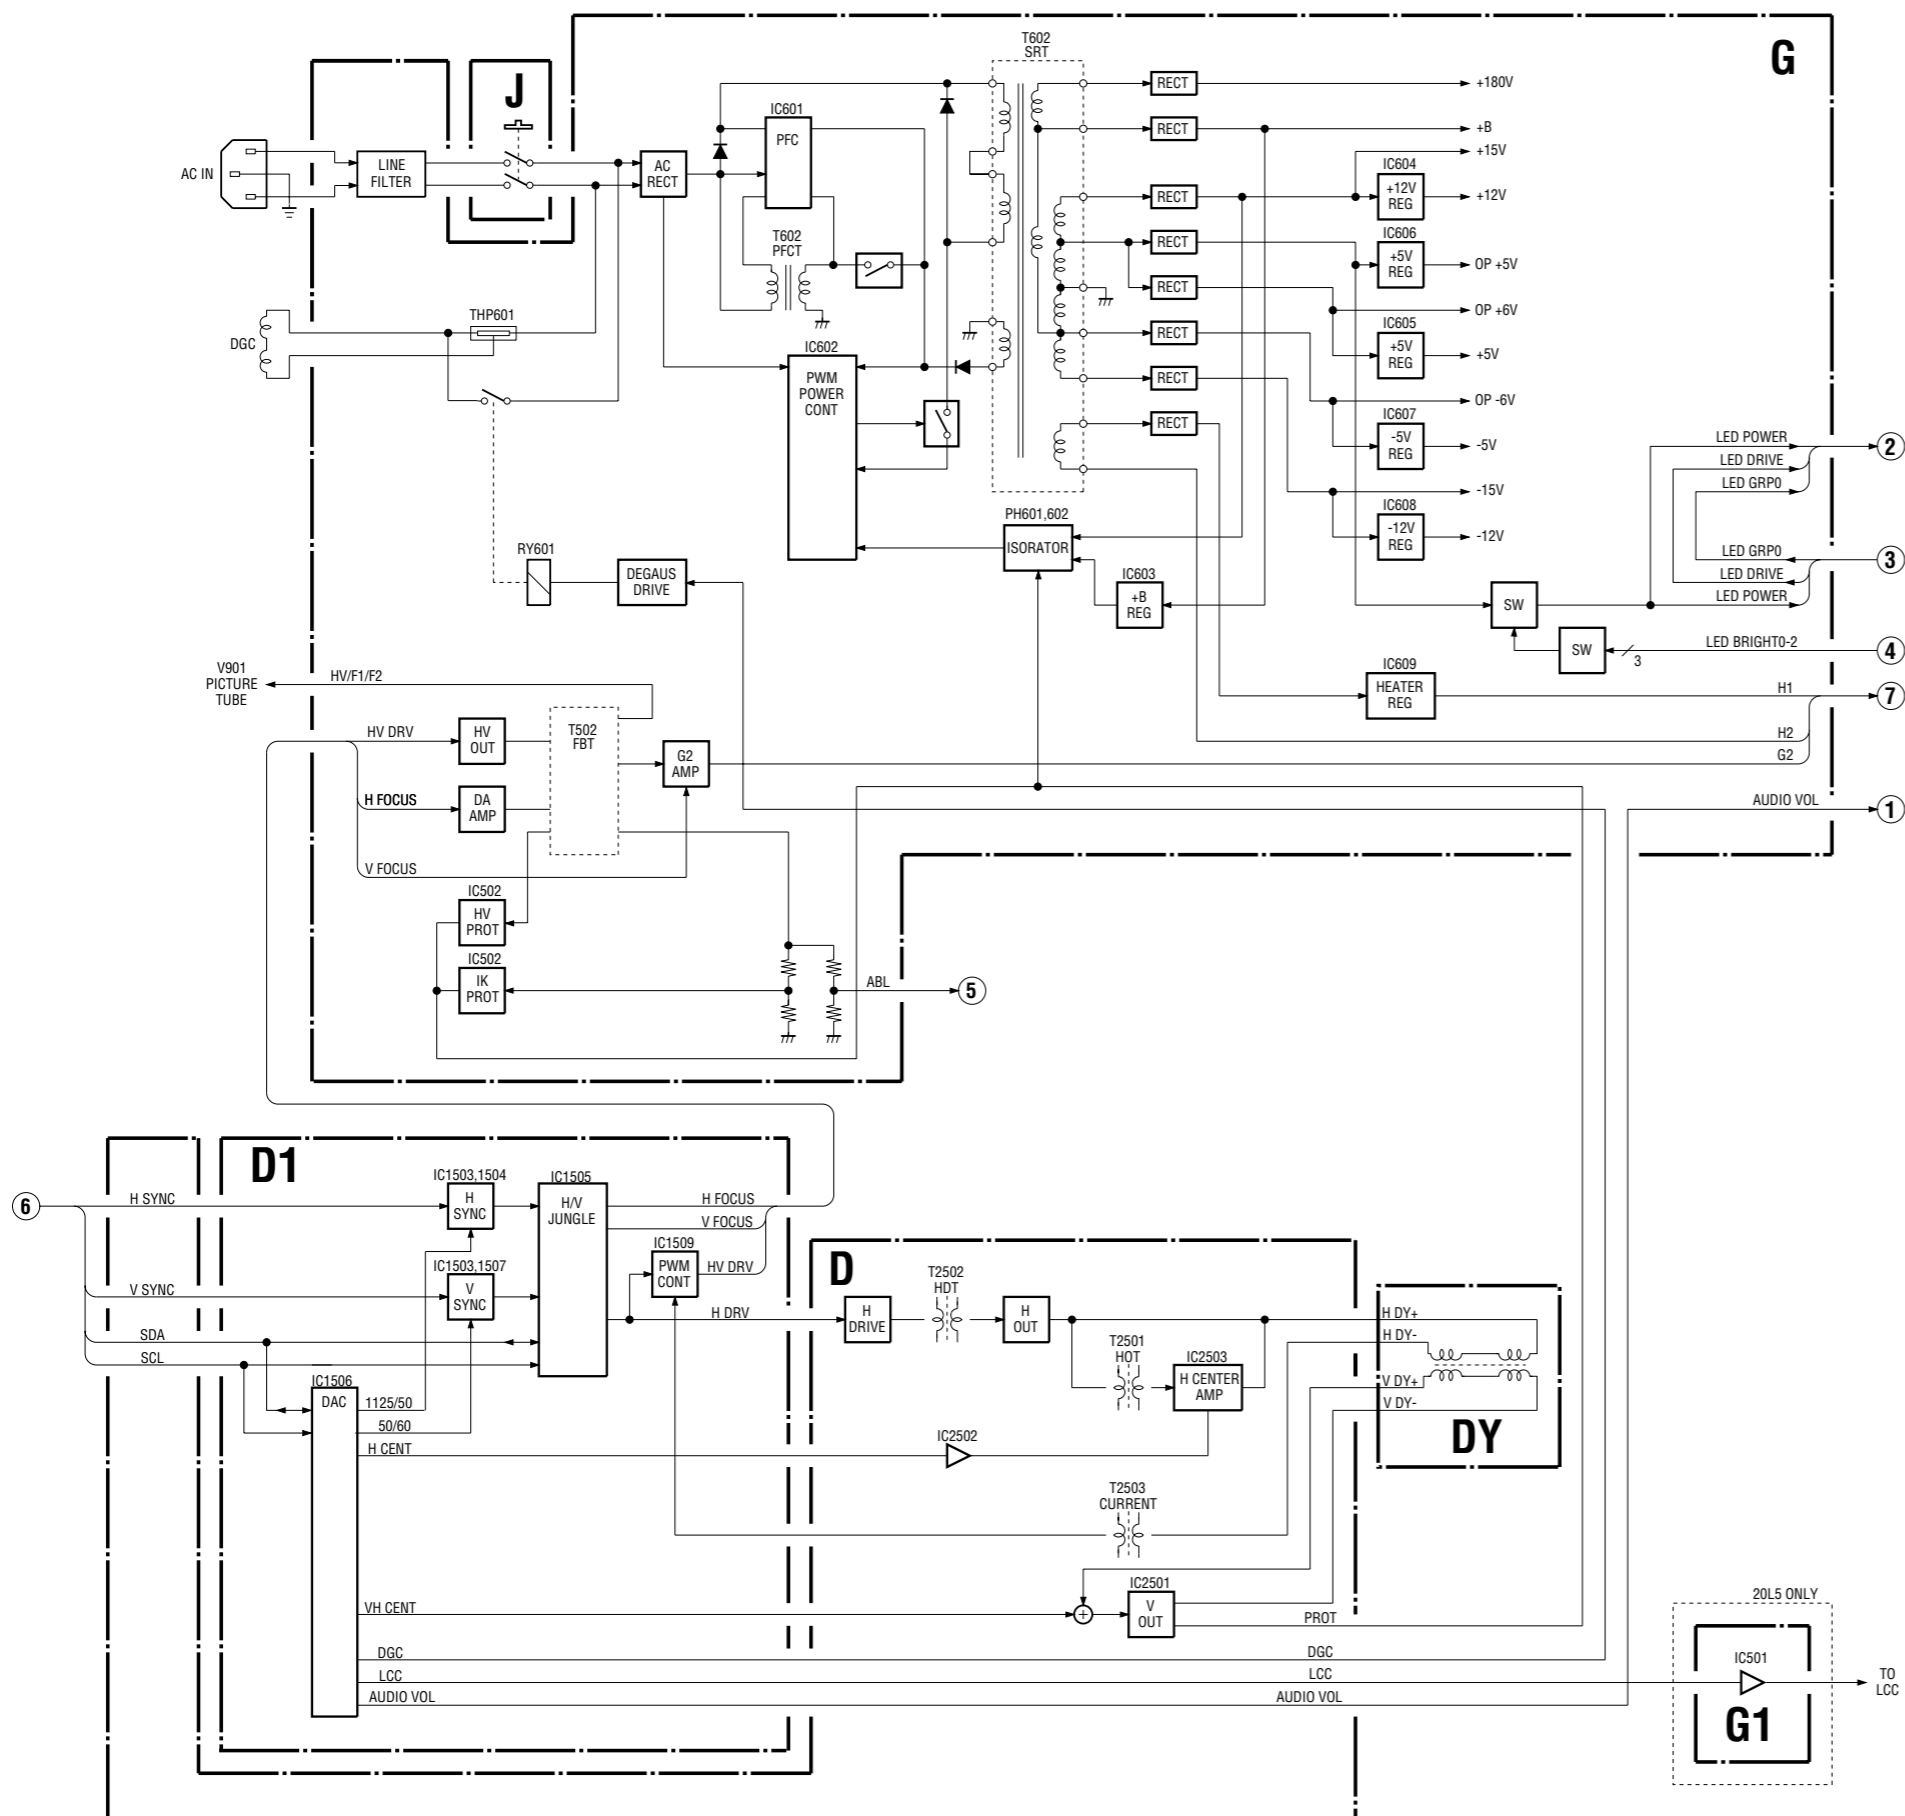 G
T602
SRT
J
IC601
PFC
AC IN
LINE
FILTER
AC
RECT
RECT
+180V
RECT
+B
+15V
IC604
+12V
REG
RECT
+12V
T602
PFCT
RECT
IC606
+5V
REG
OP +5V
RECT
OP +6V
THP601
DGC
RECT
IC605
+5V
REG
+5V
IC602
PWM
POWER
CONT
RECT
OP -6V
RECT
IC607
-5V
REG
-5V
-15V
IC608
-12V
REG
-12V
LED POWER
2
LED DRIVE
LED GRP0
PH601,602
ISORATOR
RY601
DEGAUS
DRIVE
IC603
+B
REG
LED GRP0
3
LED DRIVE
LED POWER
SW
SW
3
LED BRIGHT0-2
4
V901
PICTURE
TUBE
HV/F1/F2
IC609
HEATER
REG
H1
7
HV DRV
HV
OUT
T502
FBT
G2
AMP
H2
G2
H FOCUS
DA
AMP
AUDIO VOL
1
V FOCUS
IC502
HV
PROT
IC502
IK
PROT
ABL
5
D1
IC1503,1504
H
SYNC
IC1505
H/V
JUNGLE
6
H SYNC
H FOCUS
V FOCUS
IC1503,1507
V
SYNC
IC1509
PWM
CONT
HV DRV
V SYNC
H DRV
SDA
SCL
D
H
DRIVE
T2502
HDT
H
OUT
T2501
HOT
IC2503
H CENTER
AMP
H DY+
H DY-
V DY+
V DY-
DY
IC1506
DAC
1125/50
50/60
H CENT
IC2502
T2503
CURRENT
VH CENT
+
IC2501
V
OUT
PROT
DGC
DGC
LCC
LCC
AUDIO VOL
AUDIO VOL
20L5 ONLY
IC501
G1
TO
LCC